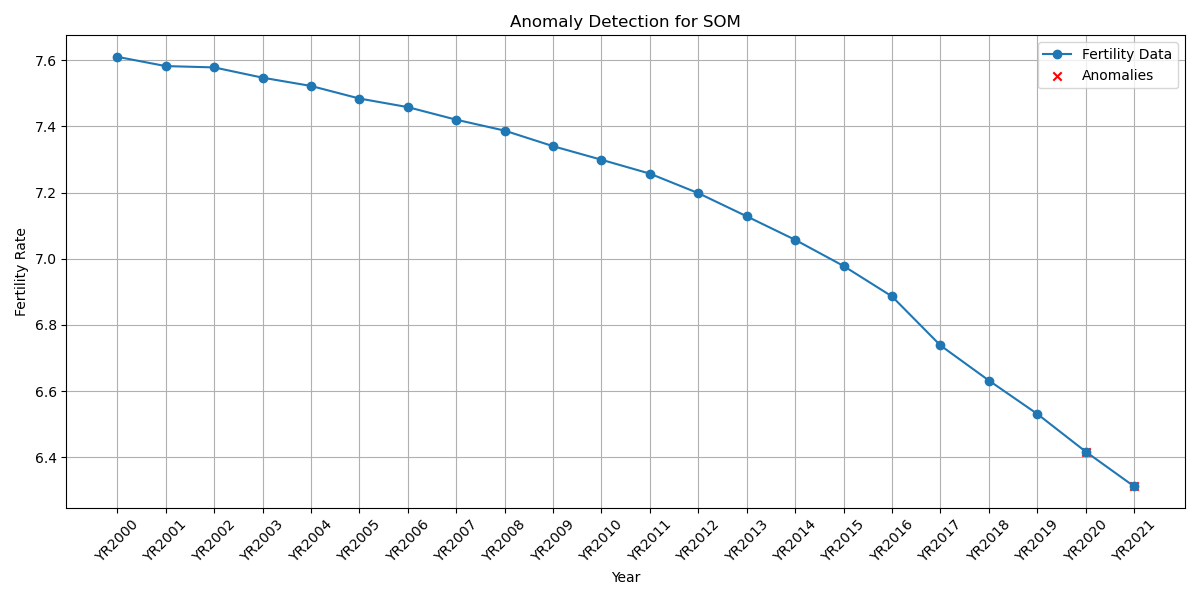 Anomaly Detection for SOM
Fertility Data
Anomalies
7.6
7.4
7.2
7.0
6.8
6.6
6.4
Fertility Rate
YR2000
YR2001
YR2002
YR2003
YR2004
YR2005
YR2006
YR2007
YR2008
YR2009
YR2010
YR2011
YR2012
YR2013
YR2014
YR2015
YR2016
YR2017
YR2018
YR2019
YR2020
YR2021
Year